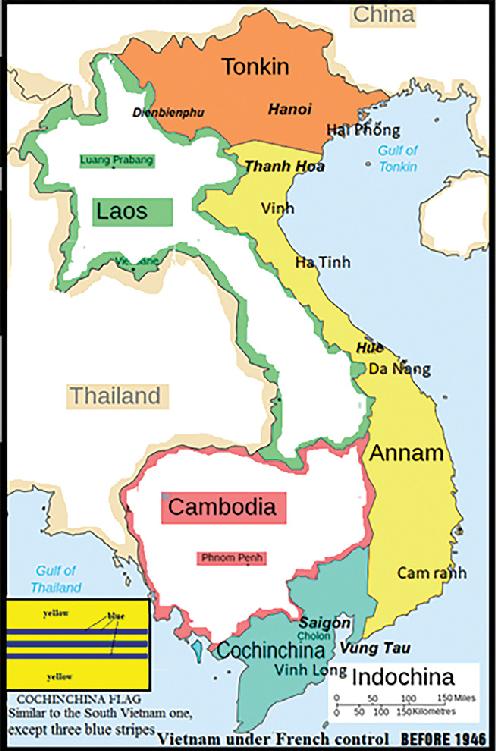 China
Tonkin
Dienbienphu
Hanoi
Hai Phòng
Gulf of
Tonkin
Luang Prabang
Thanh Hoa
Laos
Vinh
Vientiane
Ha Tinh
Hue
Da Nang
Thailand
Annam
Cambodia
Phnom Penh
Cam ranh
Gulf of
Thailand
yellow
blue
yellow
Saigon
Cholon
Cochinchina
Vung Tau
Vinh Long
Indochina
0 50 100 150 Miles
0 50 100 150 Kilometres
COCHINCHINA FLAG
Similar to the South Vietnam one,
except three blue stripes
Vietnam under French control BEFORE 1946